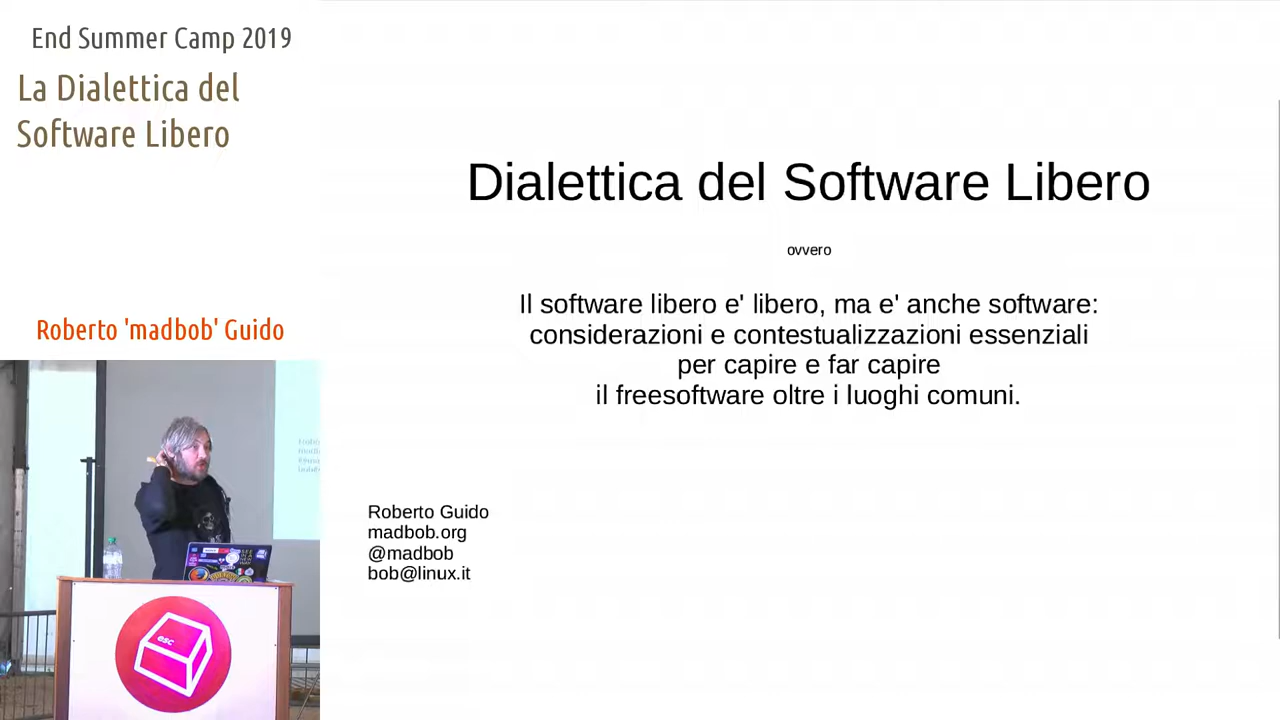 End Summer Camp 2019
La Dialettica del
Software Libero
Roberto 'madbob' Guido
Dialettica del Software Libero
ovvero
Il software libero e' libero, ma e' anche software:
considerazioni e contestualizzazioni essenziali
per capire e far capire
il freesoftware oltre i luoghi comuni.
Roberto Guido
madbob.org
@madbob
bob@linux.it
esc